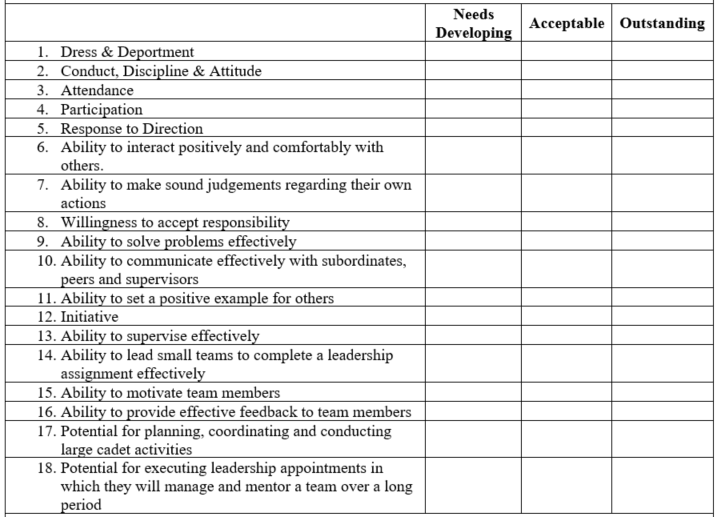 Needs
Developing Acceptable Outstanding
1. Dress & Deportment
2. Conduct, Discipline & Attitude
3. Attendance
4. Participation
5. Response to Direction
6. Ability to interact positively and comfortably with
others.
7. Ability to make sound judgements regarding their own
actions
8. Willingness to accept responsibility
9. Ability to solve problems effectively
10. Ability to communicate effectively with subordinates,
peers and supervisors
11. Ability to set a positive example for others
12. Initiative
13. Ability to supervise effectively
14. Ability to lead small teams to complete a leadership
assignment effectively
15. Ability to motivate team members
16. Ability to provide effective feedback to team members
17. Potential for planning, coordinating and conducting
large cadet activities
18. Potential for executing leadership appointments in
which they will manage and mentor a team over a long
period